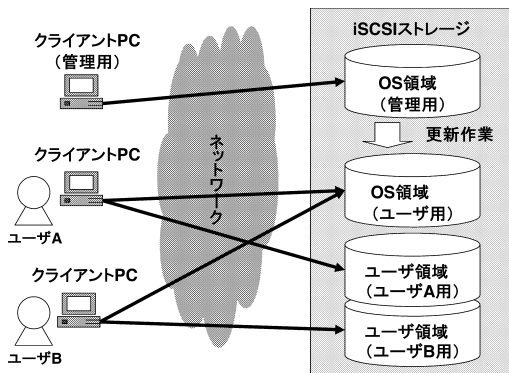 クライアントPC
（管理用）
クライアントPC
ユーザA
クライアントPC
ユーザB
ネットワーク
iSCSIストレージ
OS領域
（管理用）
更新作業
OS領域
（ユーザ用）
ユーザ領域
（ユーザA用）
ユーザ領域
（ユーザB用）